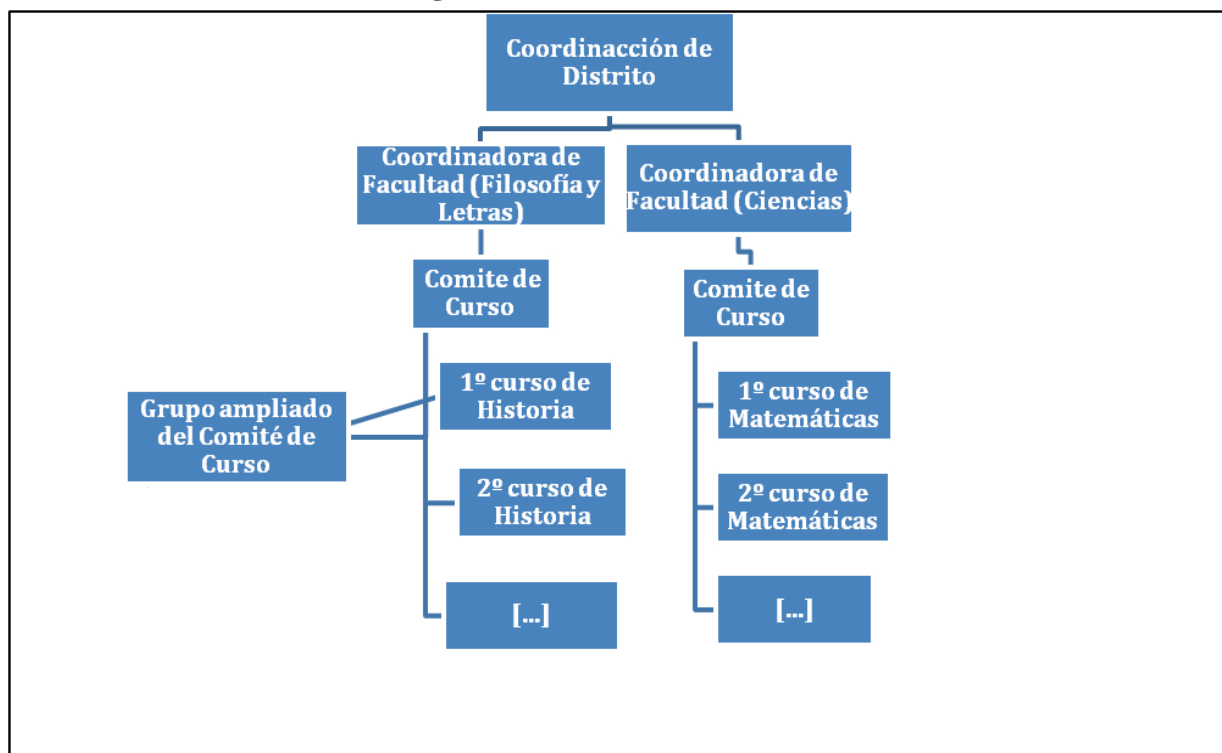 Coordinacción de
Distrito
Coordinadora de
Facultad (Filosofía y
Letras)
Coordinadora de
Facultad (Ciencias)
Comite de
Curso
Comite de
Curso
1º curso de
Historia
1º curso de
Matemáticas
Grupo ampliado
del Comité de
Curso
2º curso de
Historia
2º curso de
Matemáticas
[...]
[...]